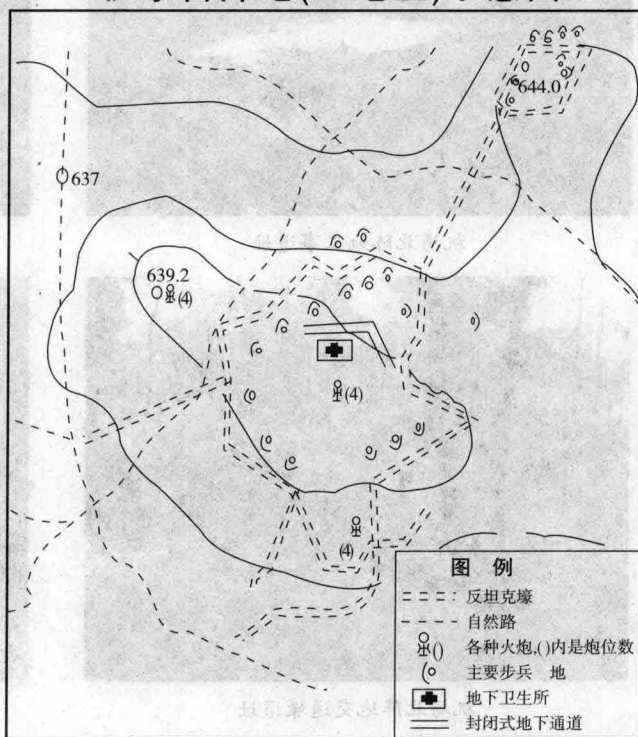 644.0
637
639.2
(4)
(4)
(4)
图 例
反坦克壕
自然路
()各种火炮,()内是炮位数
主要步兵 地
地下卫生所
封闭式地下通道